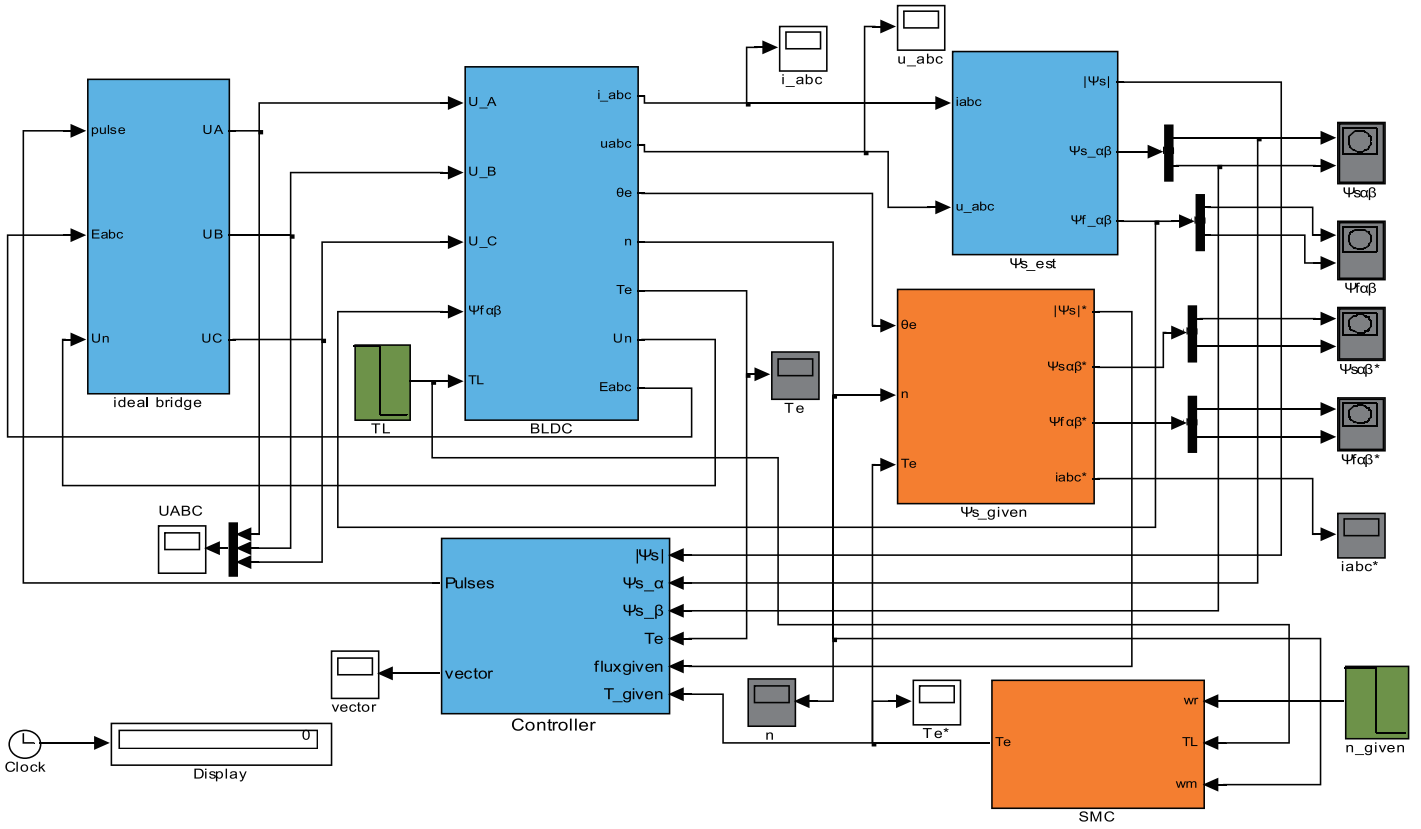 i_abc
u_abc
pulse
Eabc
Un
UA
UB
UC
ideal bridge
U_A
U_B
U_C
Ψfαβ
TL
i_abc
uabc
θe
n
Te
Un
Eabc
BLDC
TL
Te
iabc
u_abc
|Ψs|
Ψs_αβ
Ψf_αβ
Ψs_est
Ψsαβ
Ψfαβ
Ψsαβ*
Ψfαβ*
iabc*
θe
n
Te
|Ψs|*
Ψsαβ*
Ψfαβ*
iabc*
Ψs_given
UABC
Pulses
vector
|Ψs|
Ψs_α
Ψs_β
Te
fluxgiven
T_given
Controller
vector
n
Te*
Te
wr
TL
wm
SMC
n_given
Clock
0
Display